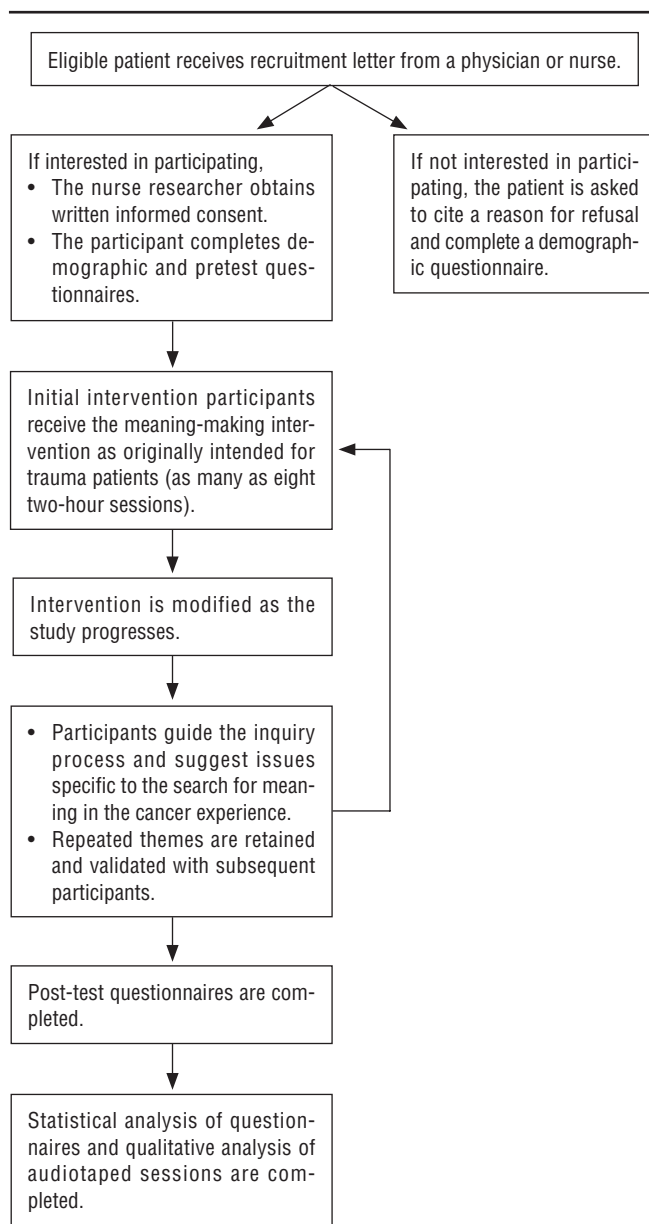 Eligible patient receives recruitment letter from a physician or nurse.
If interested in participating,
• The nurse researcher obtains
written informed consent.
• The participant completes de-
mographic and pretest ques-
tionnaires.
If not interested in partici-
pating, the patient is asked
to cite a reason for refusal
and complete a demograph-
ic questionnaire.
Initial intervention participants
receive the meaning-making inter-
vention as originally intended for
trauma patients (as many as eight
two-hour sessions).
Intervention is modified as the
study progresses.
• Participants guide the inquiry
process and suggest issues
specific to the search for mean-
ing in the cancer experience.
• Repeated themes are retained
and validated with subsequent
participants.
Post-test questionnaires are com-
pleted.
Statistical analysis of question-
naires and qualitative analysis of
audiotaped sessions are com-
pleted.